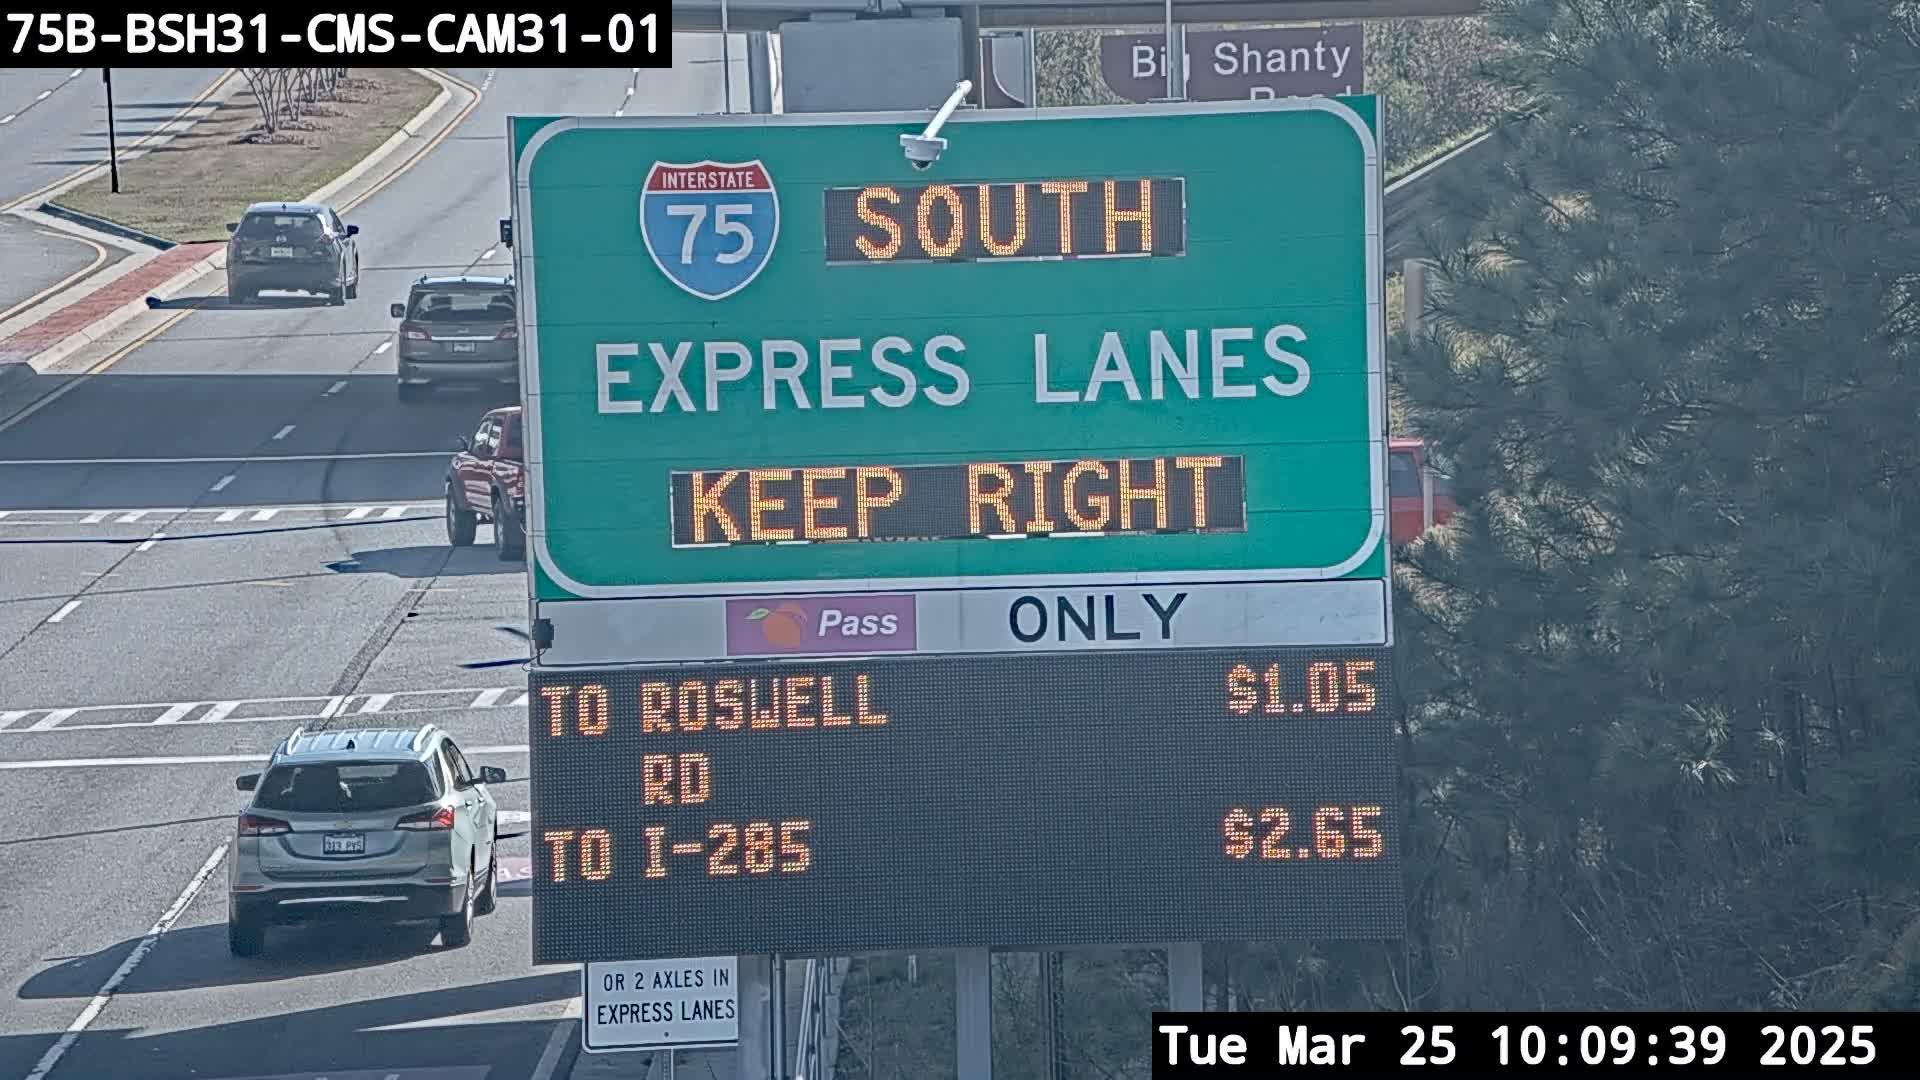 75B-BSH31-CMS-CAM31-01
Big Shanty
Road
INTERSTATE
75
SOUTH
EXPRESS LANES
KEEP RIGHT
Pass
ONLY
TO ROSWELL $1.05
RD
TO I-285 $2.65
OR 2 AXLES IN
EXPRESS LANES
Tue Mar 25 10:09:39 2025